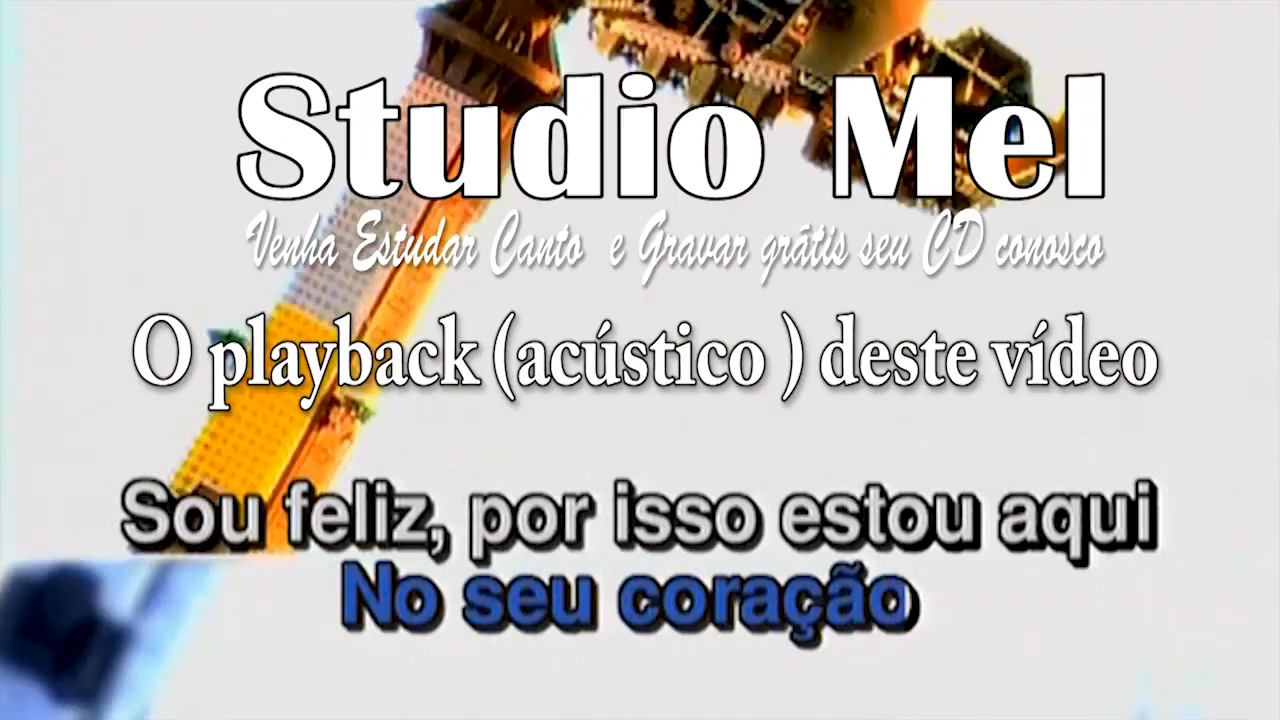 Studio Mel
Venha Estudar Canto e Gravar grátis seu CD conosco
O playback (acústico ) deste vídeo
Sou feliz, por isso estou aqui
No seu coração